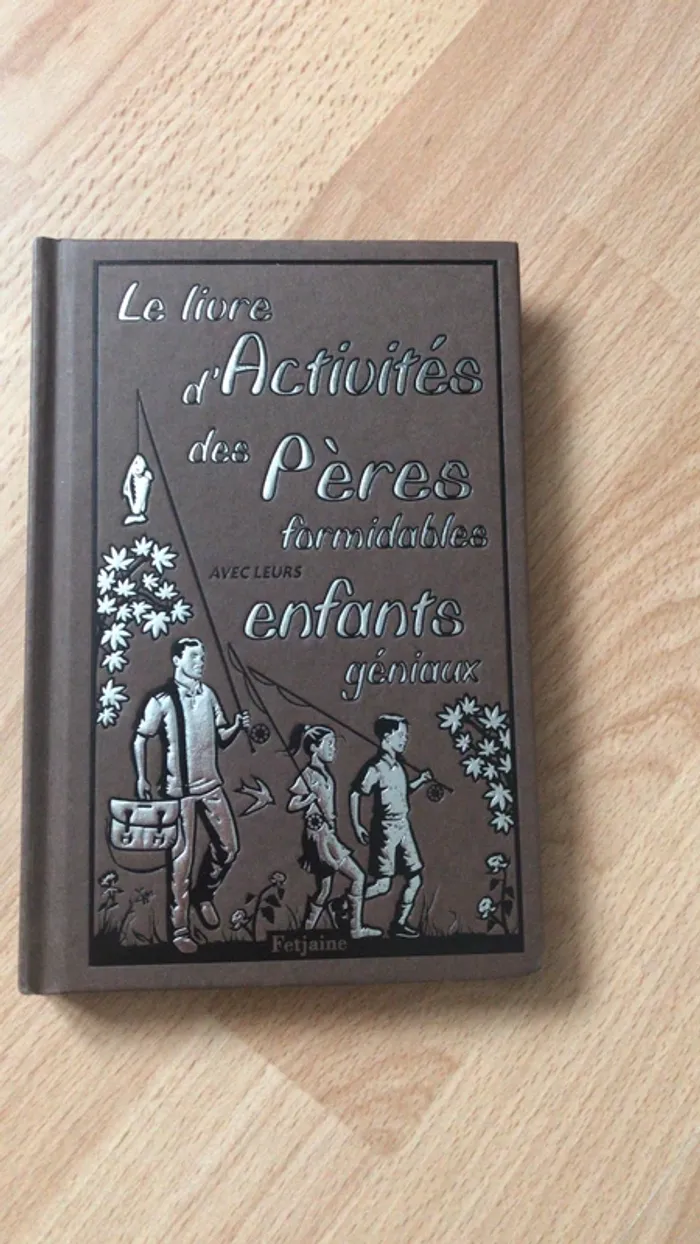 Le livre
d'Activités
des Pères
formidables
AVEC LEURS
enfants
géniaux
Fetjaine